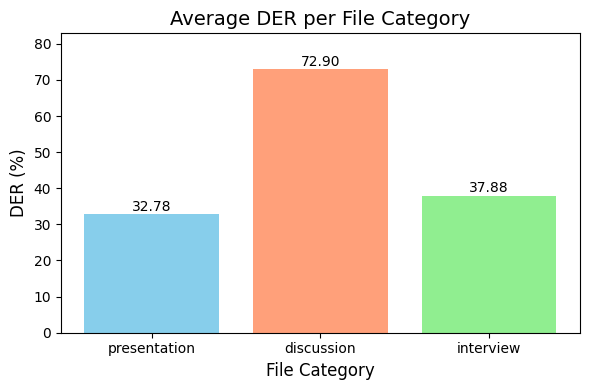 Average DER per File Category
DER (%)
80
70
60
50
40
30
20
10
0
32.78
72.90
37.88
presentation
discussion
interview
File Category